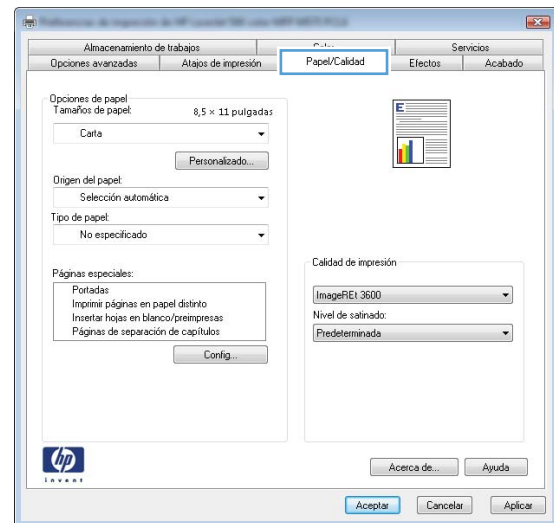 Almacenamiento de trabajos Color Servicios
Opciones avanzadas Atajos de impresión Papel/Calidad Efectos Acabado
Opciones de papel
Tamaños de papel: 8,5 × 11 pulgadas
Carta
Personalizado...
Origen del papel:
Selección automática
Tipo de papel:
No especificado
Páginas especiales:
Portadas
Imprimir páginas en papel distinto
Insertar hojas en blanco/preimpresas
Páginas de separación de capítulos
Config...
E
Calidad de impresión
ImageREt 3600
Nivel de satinado:
Predeterminada
hp
invent
Acerca de... Ayuda
Aceptar Cancelar Aplicar